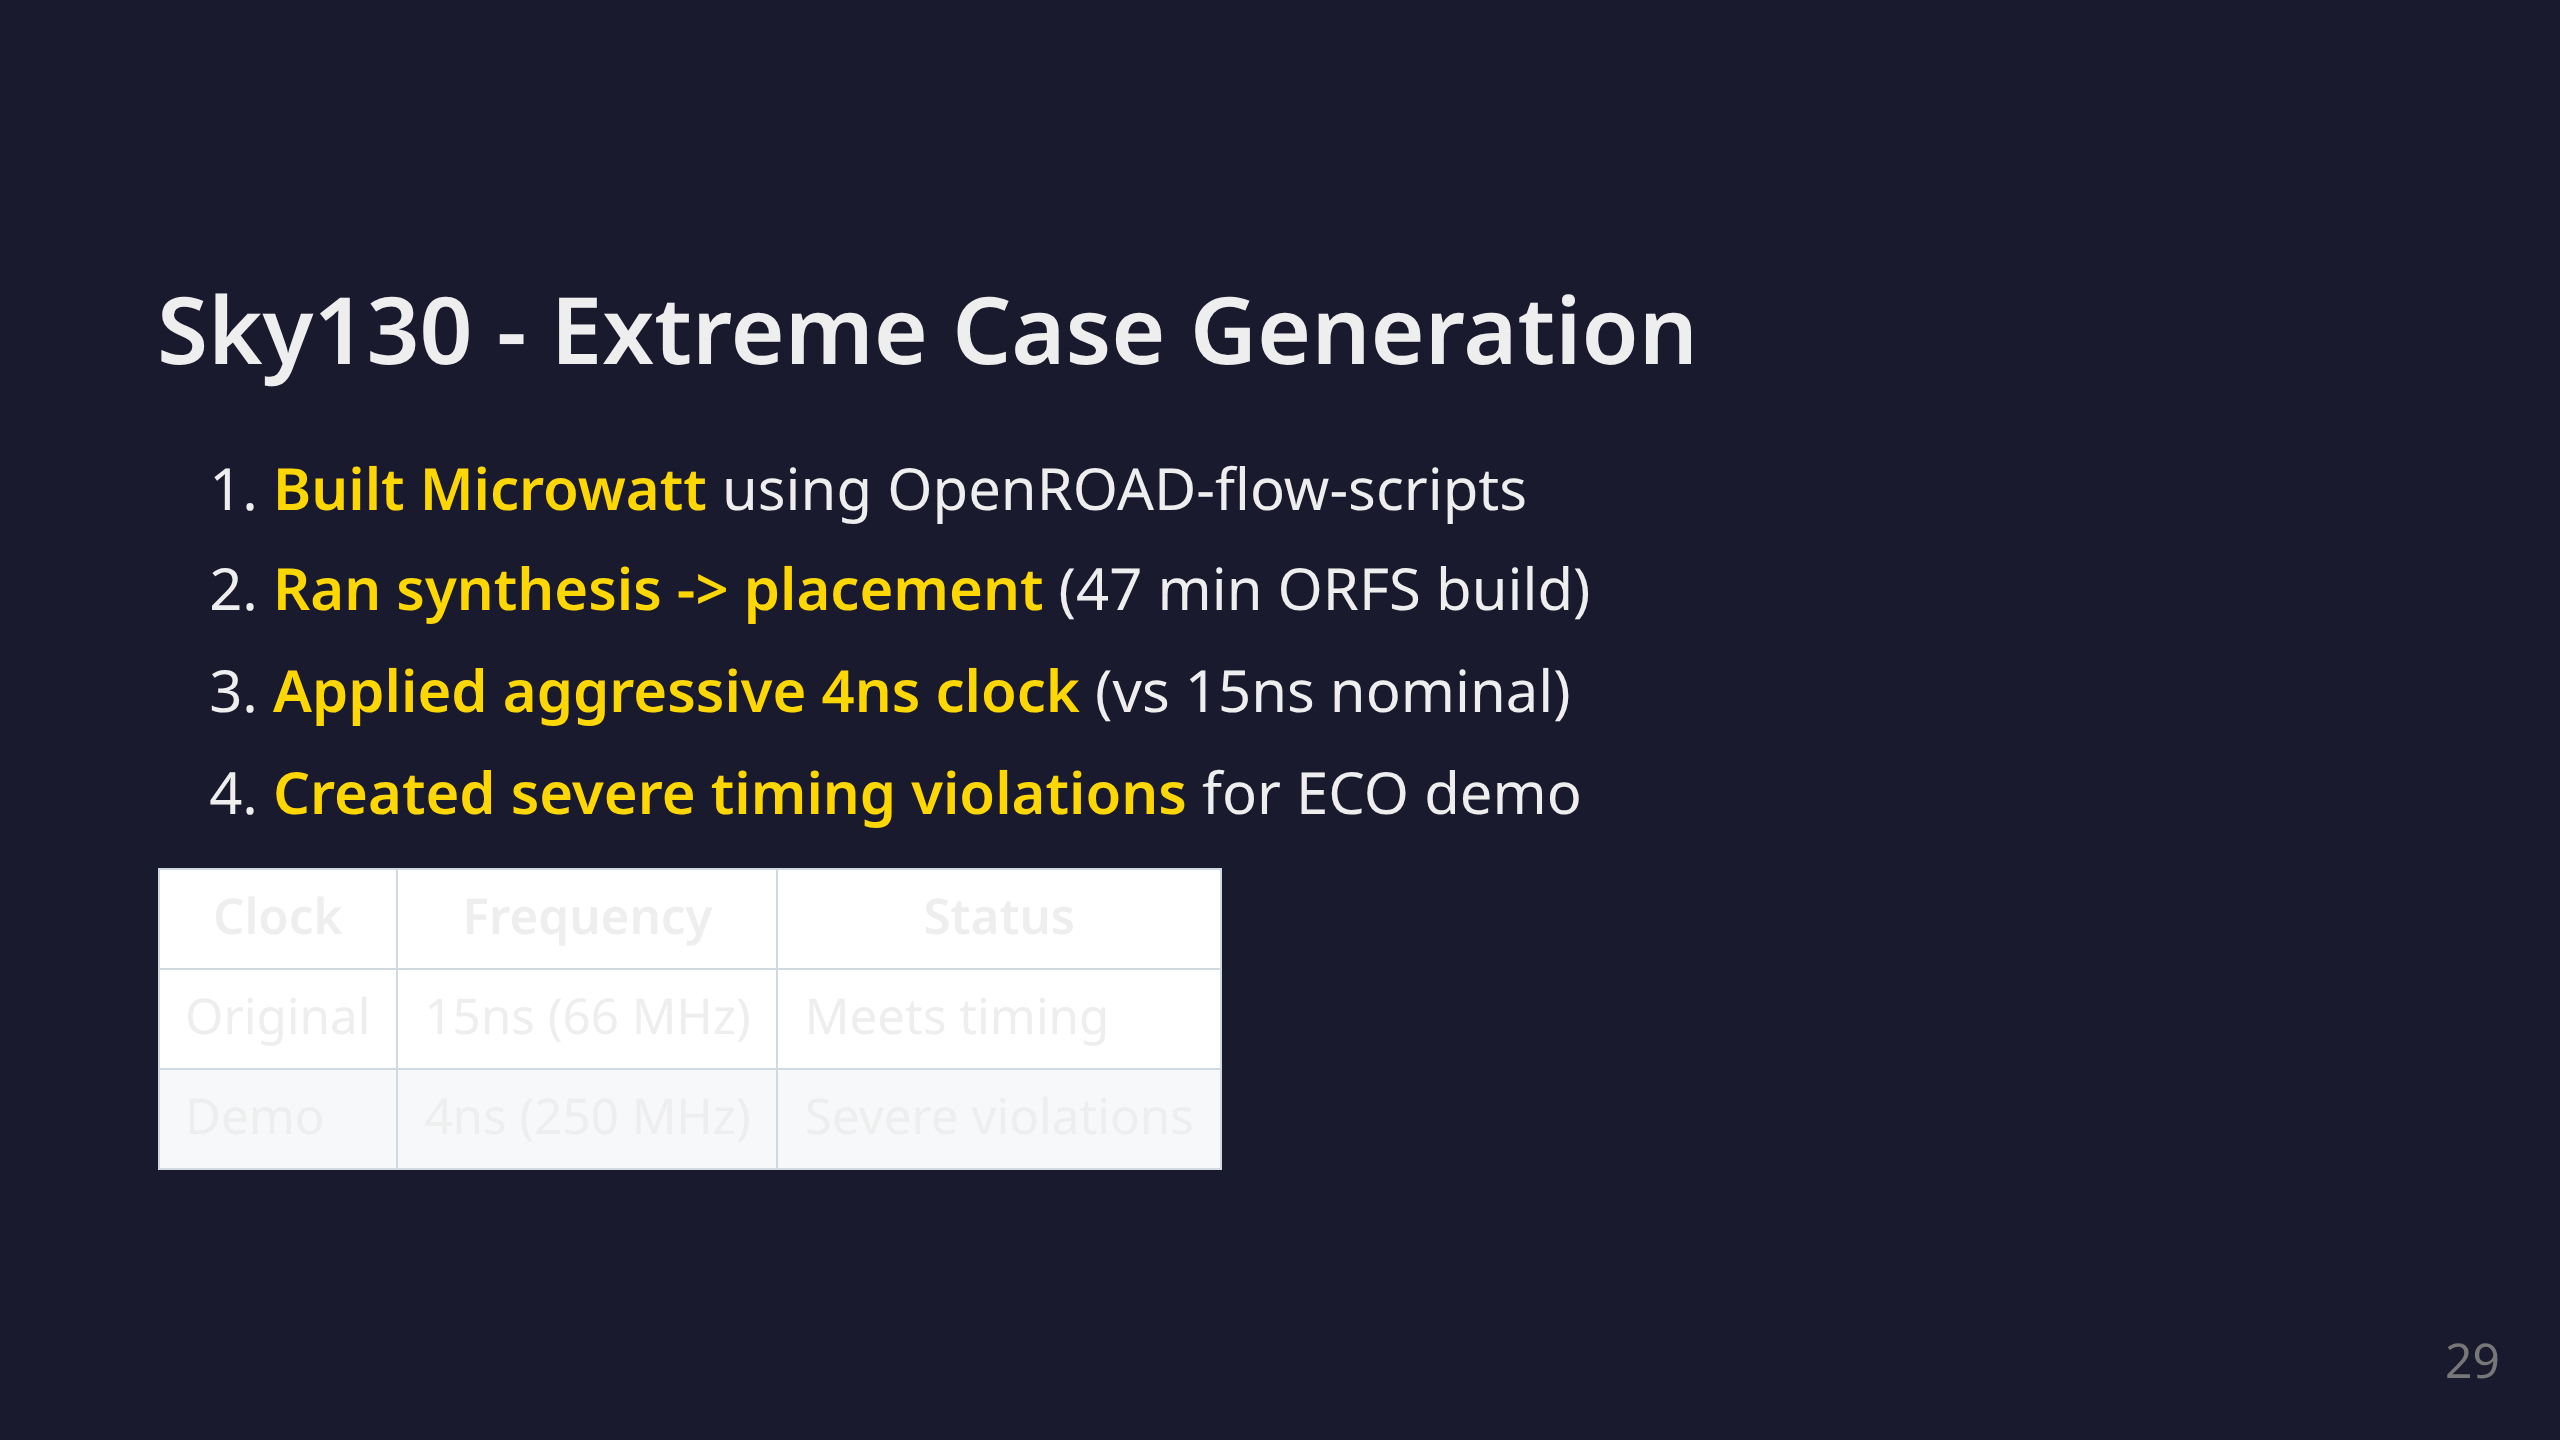 Sky130 - Extreme Case Generation
1. Built Microwatt using OpenROAD-flow-scripts
2. Ran synthesis -> placement (47 min ORFS build)
3. Applied aggressive 4ns clock (vs 15ns nominal)
4. Created severe timing violations for ECO demo
Clock Frequency Status
Original 15ns (66 MHz) Meets timing
Demo 4ns (250 MHz) Severe violations
29